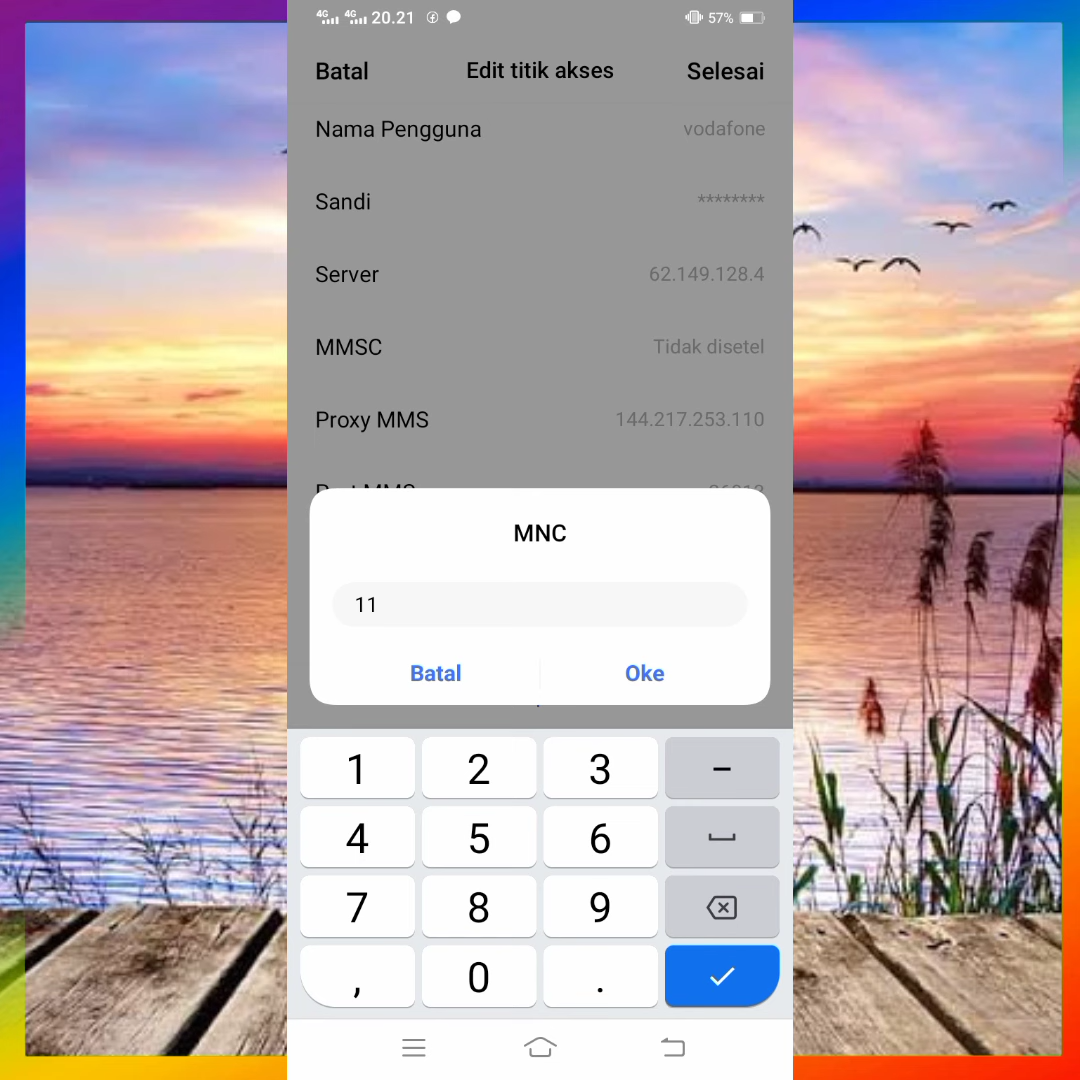 4G 4G 20.21 57%
Batal Edit titik akses Selesai
Nama Pengguna vodafone
Sandi ********
Server 62.149.128.4
MMSC Tidak disetel
Proxy MMS 144.217.253.110
MNC
11
Batal Oke
1 2 3 –
4 5 6
7 8 9
, 0 .